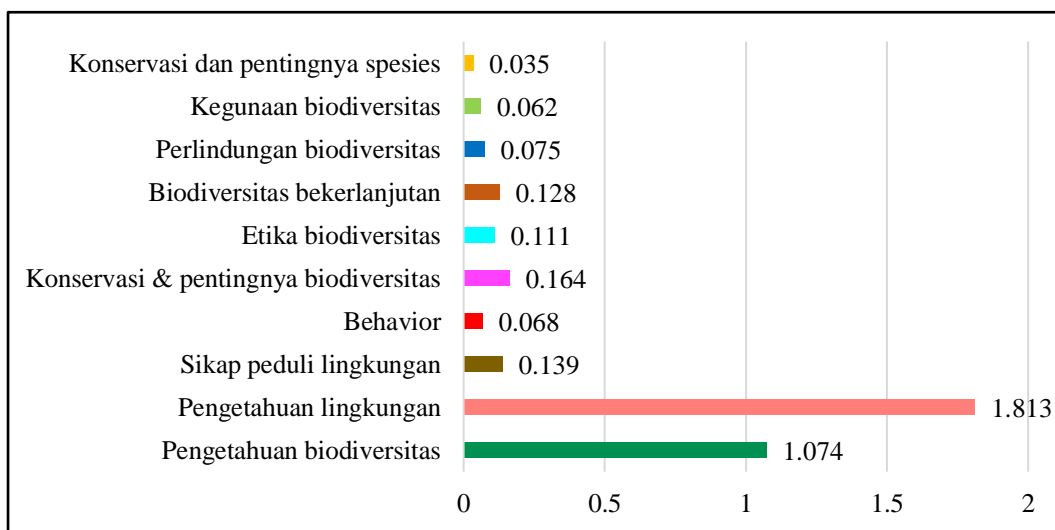 Konservasi dan pentingnya spesies 0.035
Kegunaan biodiversitas 0.062
Perlindungan biodiversitas 0.075
Biodiversitas bekerlanjutan 0.128
Etika biodiversitas 0.111
Konservasi & pentingnya biodiversitas 0.164
Behavior 0.068
Sikap peduli lingkungan 0.139
Pengetahuan lingkungan 1.813
Pengetahuan biodiversitas 1.074
0 0.5 1 1.5 2